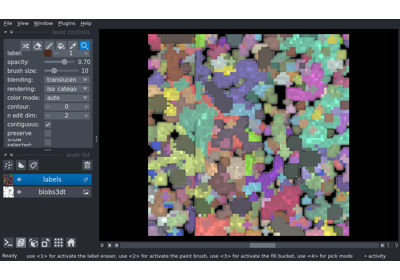 File View Window Plugins Help
layer controls
label: 1
opacity: 0.70
brush size: 10
blending: translucen
rendering: iso_catego
color mode: auto
contour: 0
n edit dim: 2
contiguous:
preserve
selected:
layer list
labels
blobs3dt
Ready use <1> for activate the label eraser, use <2> for activate the paint brush, use <3> for activate the fill bucket, use <4> for pick mode activity